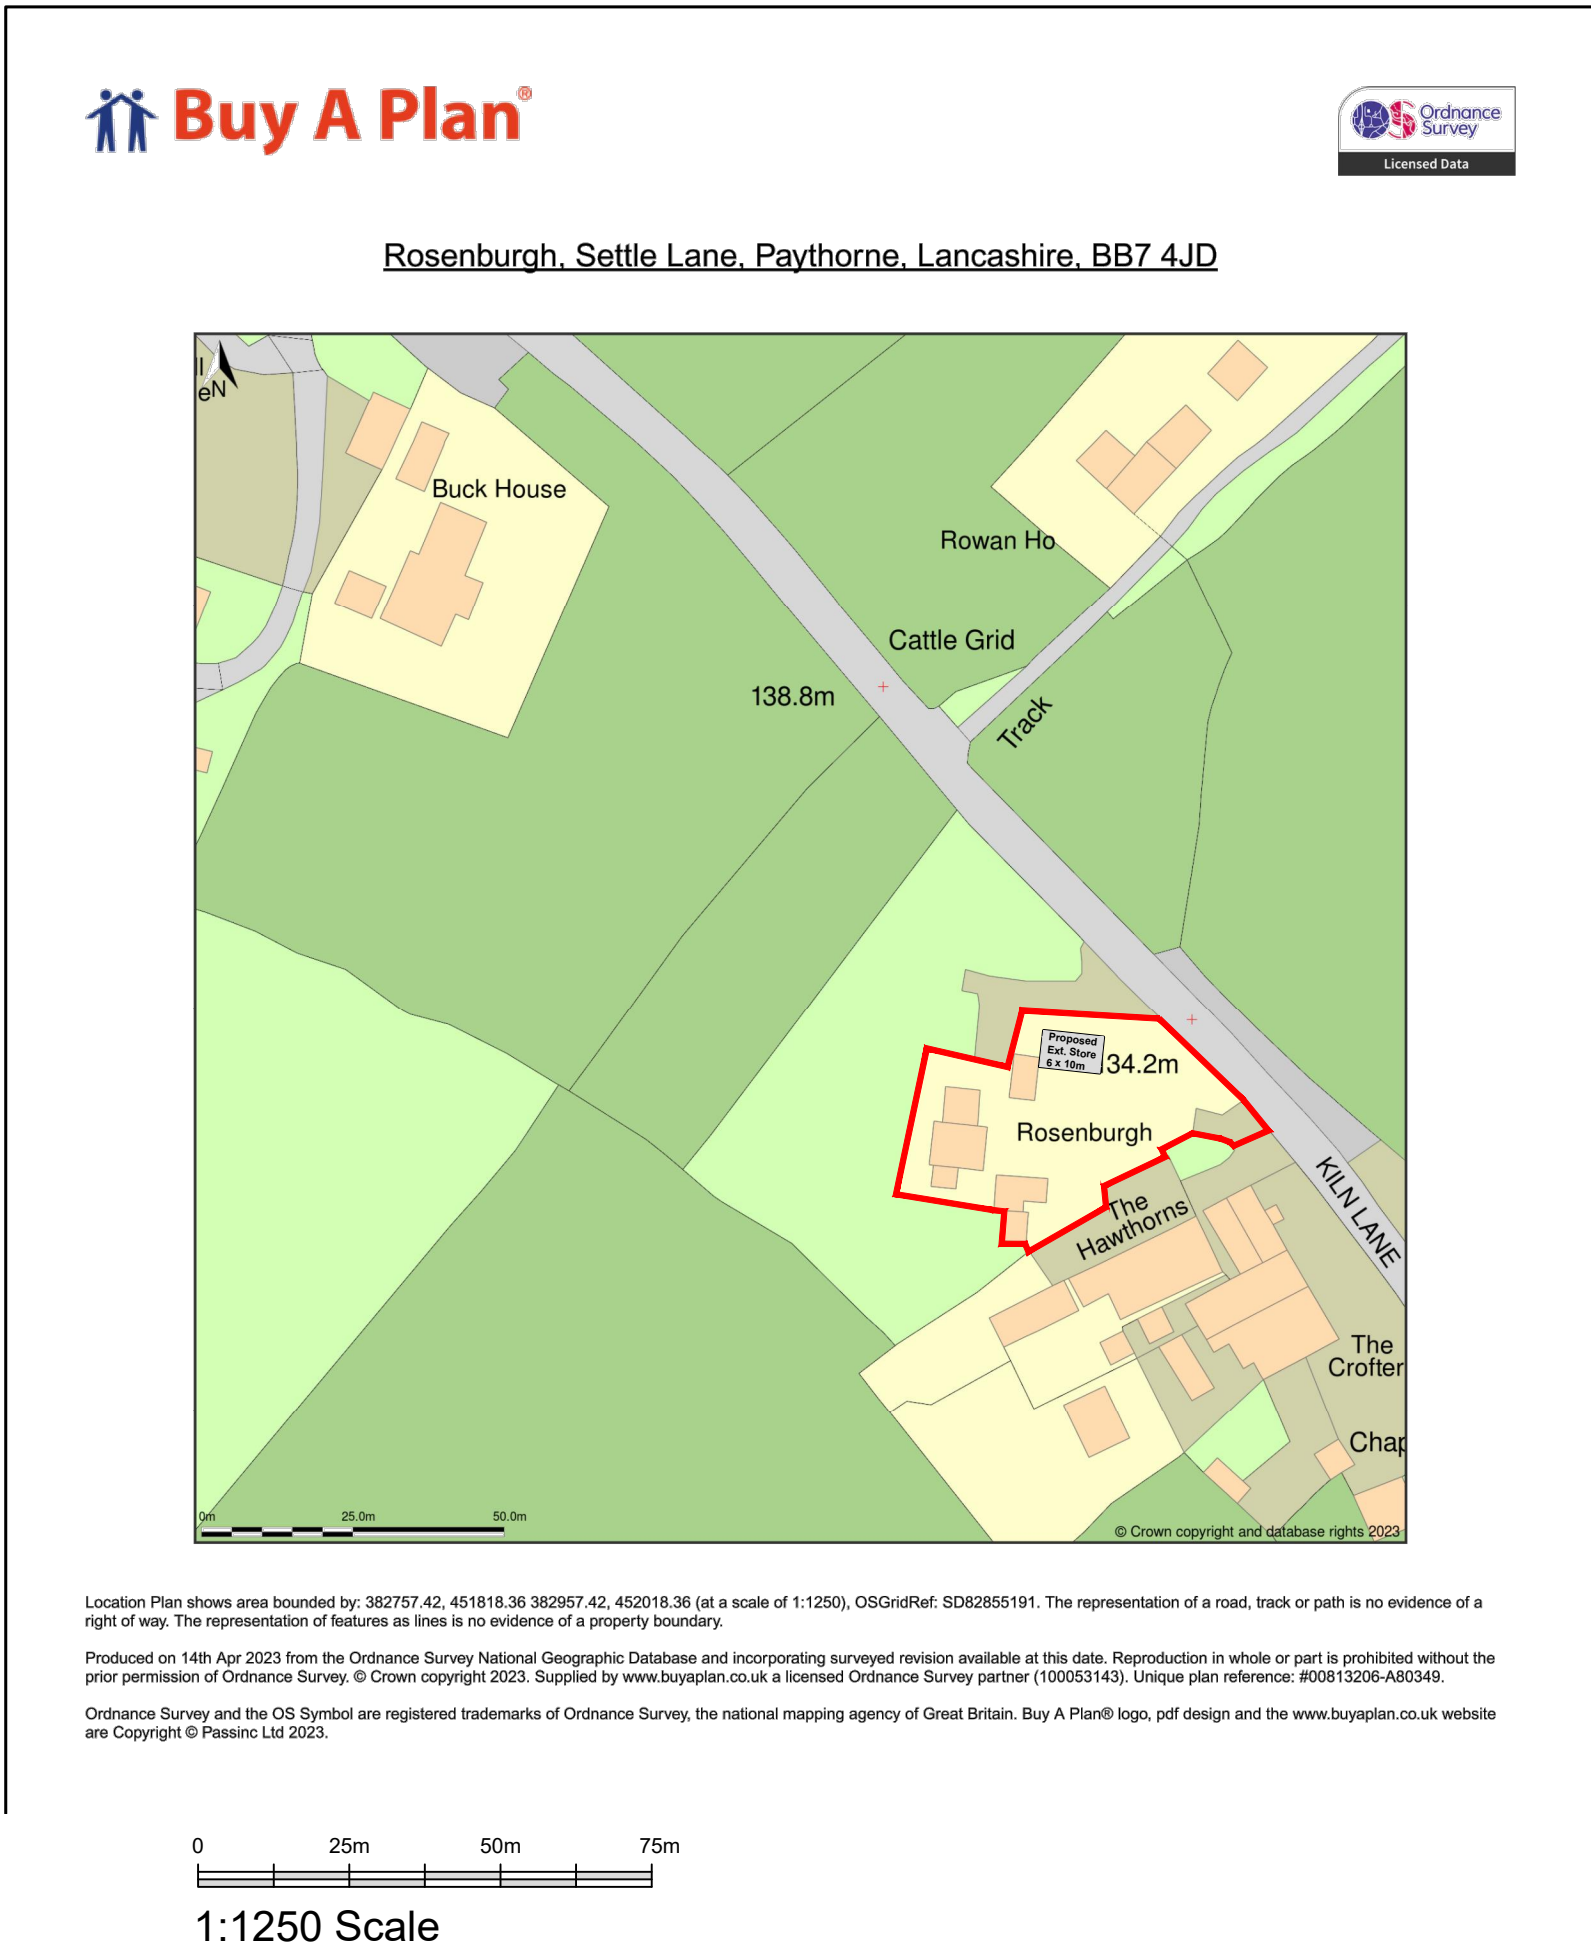 Buy A Plan®
Ordnance
Survey
Licensed Data
Rosenburgh, Settle Lane, Paythorne, Lancashire, BB7 4JD
ll
eN
Buck House
Rowan Ho
Cattle Grid
138.8m
Track
Proposed
Ext. Store
6 x 10m
34.2m
Rosenburgh
KILN LANE
The
Hawthorns
The
Crofter
Chap
0m 25.0m 50.0m
© Crown copyright and database rights 2023
Location Plan shows area bounded by: 382757.42, 451818.36 382957.42, 452018.36 (at a scale of 1:1250), OSGridRef: SD82855191. The representation of a road, track or path is no evidence of a
right of way. The representation of features as lines is no evidence of a property boundary.
Produced on 14th Apr 2023 from the Ordnance Survey National Geographic Database and incorporating surveyed revision available at this date. Reproduction in whole or part is prohibited without the
prior permission of Ordnance Survey. © Crown copyright 2023. Supplied by www.buyaplan.co.uk a licensed Ordnance Survey partner (100053143). Unique plan reference: #00813206-A80349.
Ordnance Survey and the OS Symbol are registered trademarks of Ordnance Survey, the national mapping agency of Great Britain. Buy A Plan® logo, pdf design and the www.buyaplan.co.uk website
are Copyright © Passinc Ltd 2023.
0 25m 50m 75m
1:1250 Scale